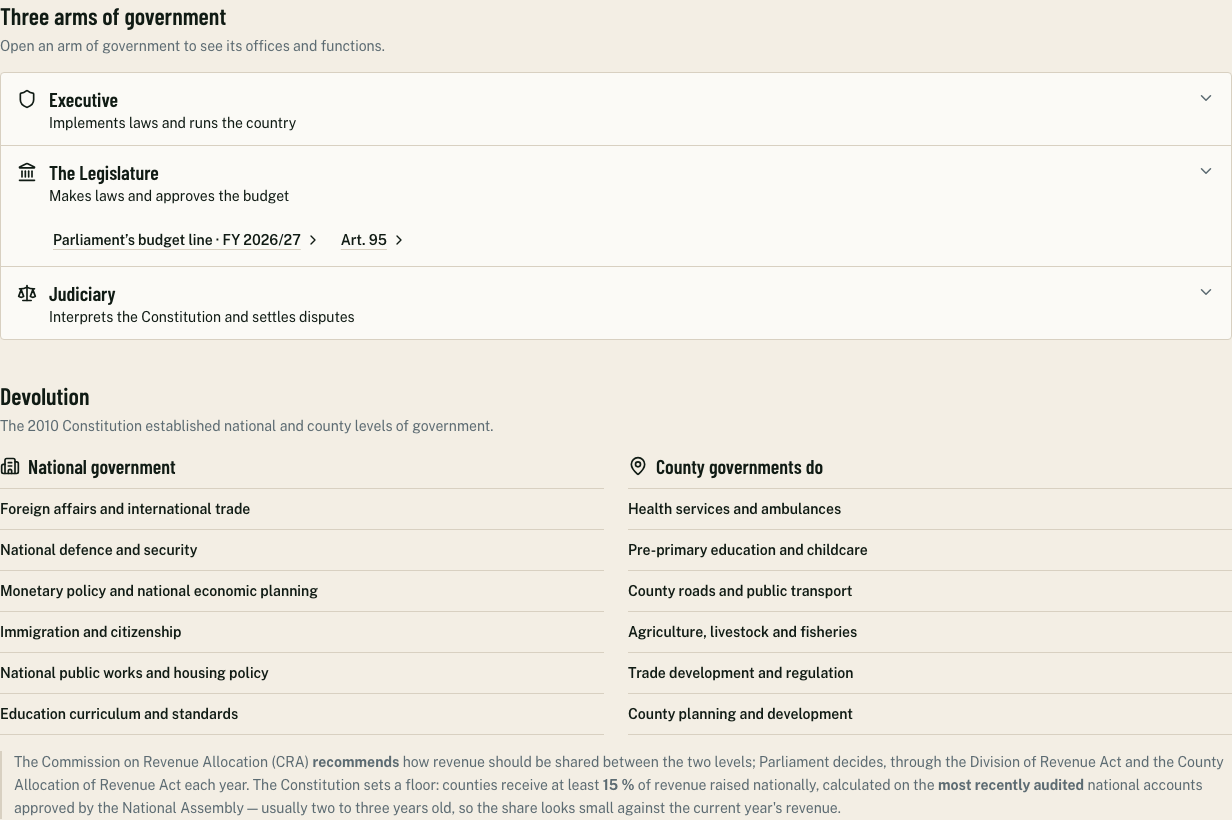 Three arms of government
Open an arm of government to see its offices and functions.
Executive
Implements laws and runs the country
The Legislature
Makes laws and approves the budget
Parliament’s budget line · FY 2026/27
Art. 95
Judiciary
Interprets the Constitution and settles disputes
Devolution
The 2010 Constitution established national and county levels of government.
National government
Foreign affairs and international trade
National defence and security
Monetary policy and national economic planning
Immigration and citizenship
National public works and housing policy
Education curriculum and standards
County governments do
Health services and ambulances
Pre-primary education and childcare
County roads and public transport
Agriculture, livestock and fisheries
Trade development and regulation
County planning and development
The Commission on Revenue Allocation (CRA) recommends how revenue should be shared between the two levels; Parliament decides, through the Division of Revenue Act and the County
Allocation of Revenue Act each year. The Constitution sets a floor: counties receive at least 15 % of revenue raised nationally, calculated on the most recently audited national accounts
approved by the National Assembly — usually two to three years old, so the share looks small against the current year's revenue.